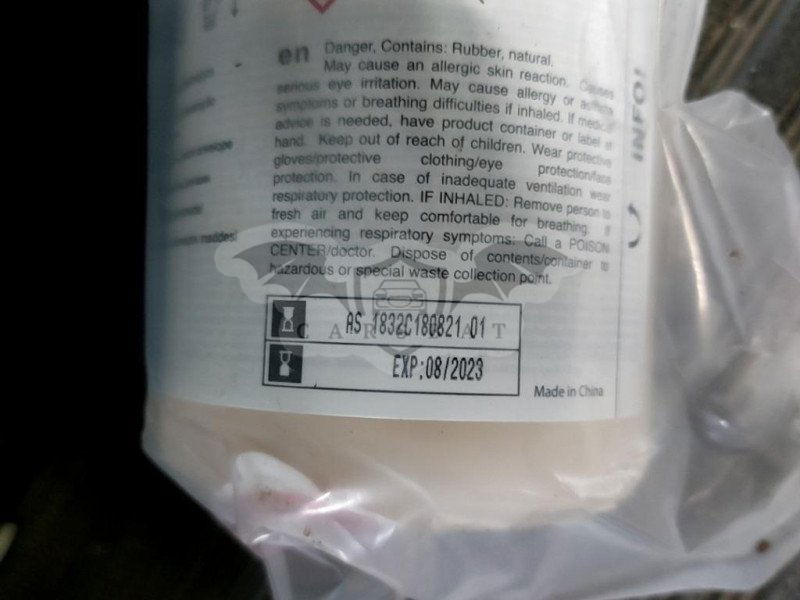 en Danger, Contains: Rubber, natural.
May cause an allergic skin reaction. Causes
serious eye irritation. May cause allergy or asthma
symptoms or breathing difficulties if inhaled. If medical
advice is needed, have product container or label at
hand. Keep out of reach of children. Wear protective
gloves/protective clothing/eye protection/face
protection. In case of inadequate ventilation wear
respiratory protection. IF INHALED: Remove person to
fresh air and keep comfortable for breathing. If
experiencing respiratory symptoms: Call a POISON
CENTER/doctor. Dispose of contents/container to
hazardous or special waste collection point.
INFO!
AS 1832C180821 01
EXP:08/2023
Made in China